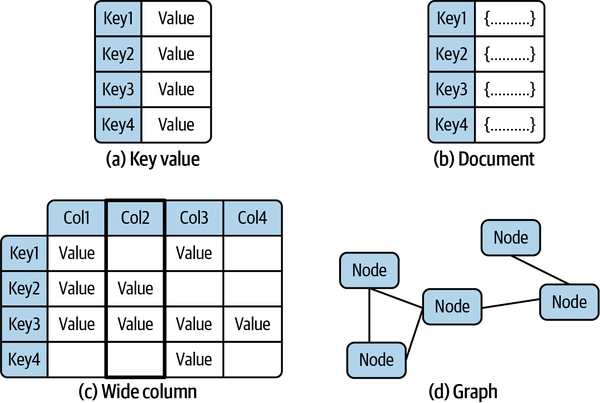 Key1 Value
Key2 Value
Key3 Value
Key4 Value
(a) Key value
Key1 {..........}
Key2 {..........}
Key3 {..........}
Key4 {..........}
(b) Document
Col1 Col2 Col3 Col4
Key1 Value Value
Key2 Value Value
Key3 Value Value Value Value
Key4 Value
(c) Wide column
Node
Node
Node
Node
Node
(d) Graph